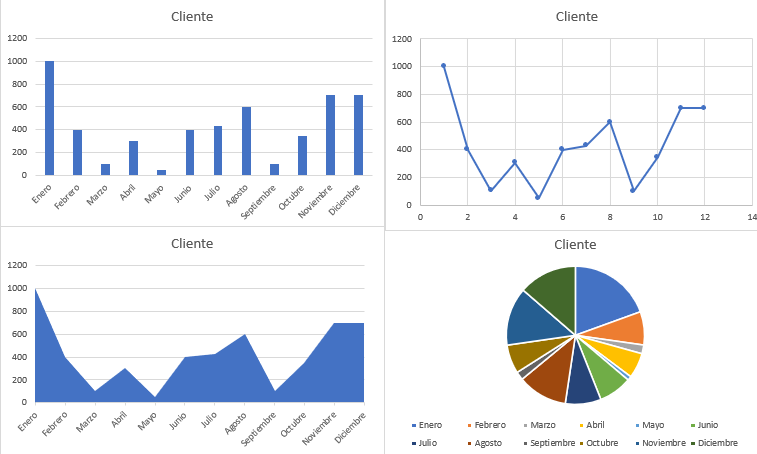 Cliente
1200
1000
800
600
400
200
0
Enero Febrero Marzo Abril Mayo Junio Julio Agosto Septiembre Octubre Noviembre Diciembre
Cliente
1200
1000
800
600
400
200
0
0 2 4 6 8 10 12 14
Cliente
1200
1000
800
600
400
200
0
Enero Febrero Marzo Abril Mayo Junio Julio Agosto Septiembre Octubre Noviembre Diciembre
Cliente
Enero Febrero Marzo Abril Mayo Junio
Julio Agosto Septiembre Octubre Noviembre Diciembre